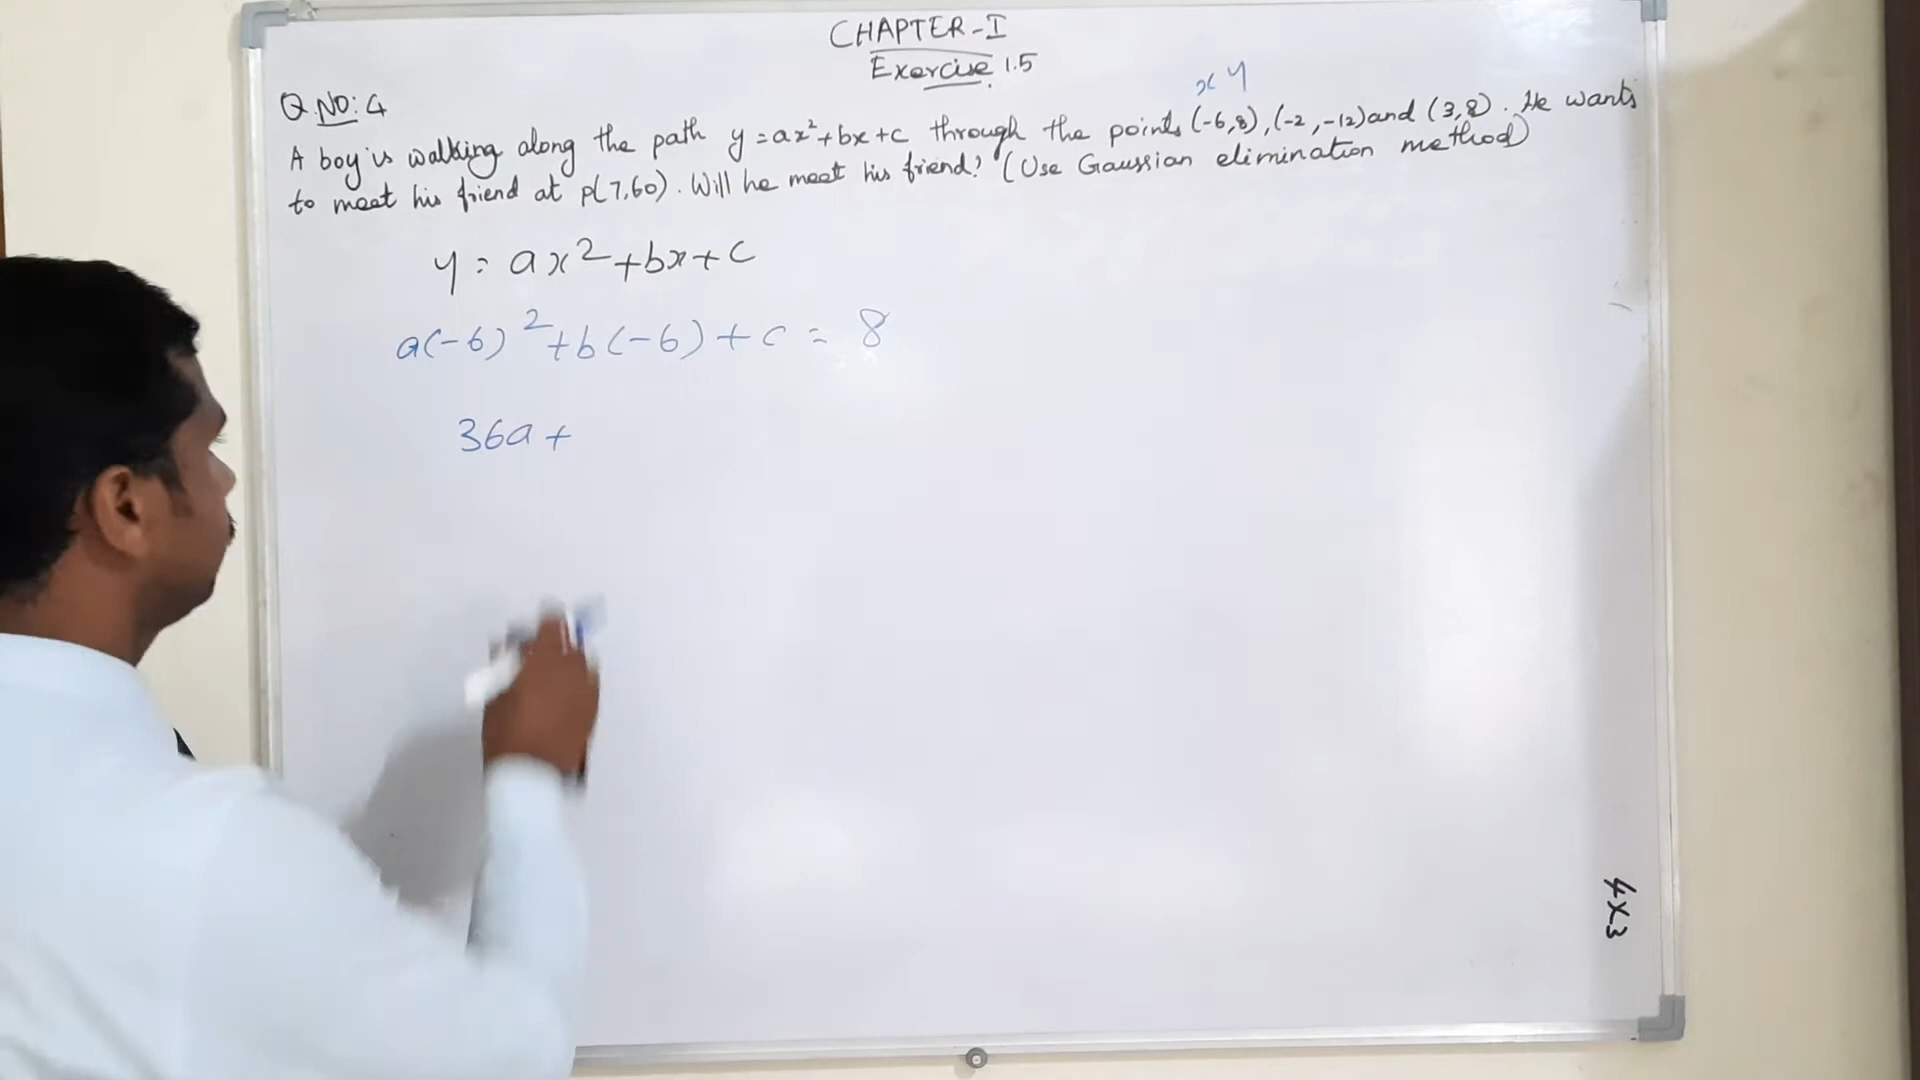 CHAPTER-I
Exercise 1.5
Q.NO: 4
x y
A boy is walking along the path y = ax²+bx+c through the points (-6,8),(-2,-12)and (3,8). He wants
to meet his friend at p(7,60). Will he meet his friend? (Use Gaussian elimination method)
y = ax²+bx+c
a(-6)²+b(-6)+c = 8
36a +
4x3